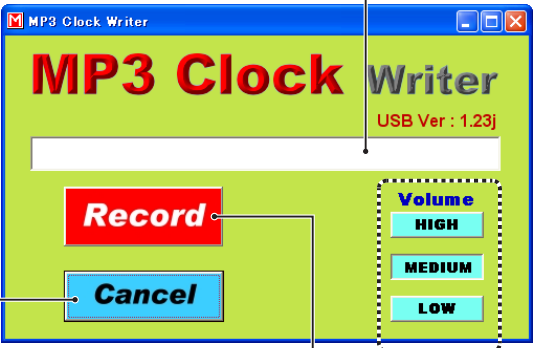 M MP3 Clock Writer
MP3 Clock Writer
USB Ver : 1.23j
Record
Cancel
Volume
HIGH
MEDIUM
LOW